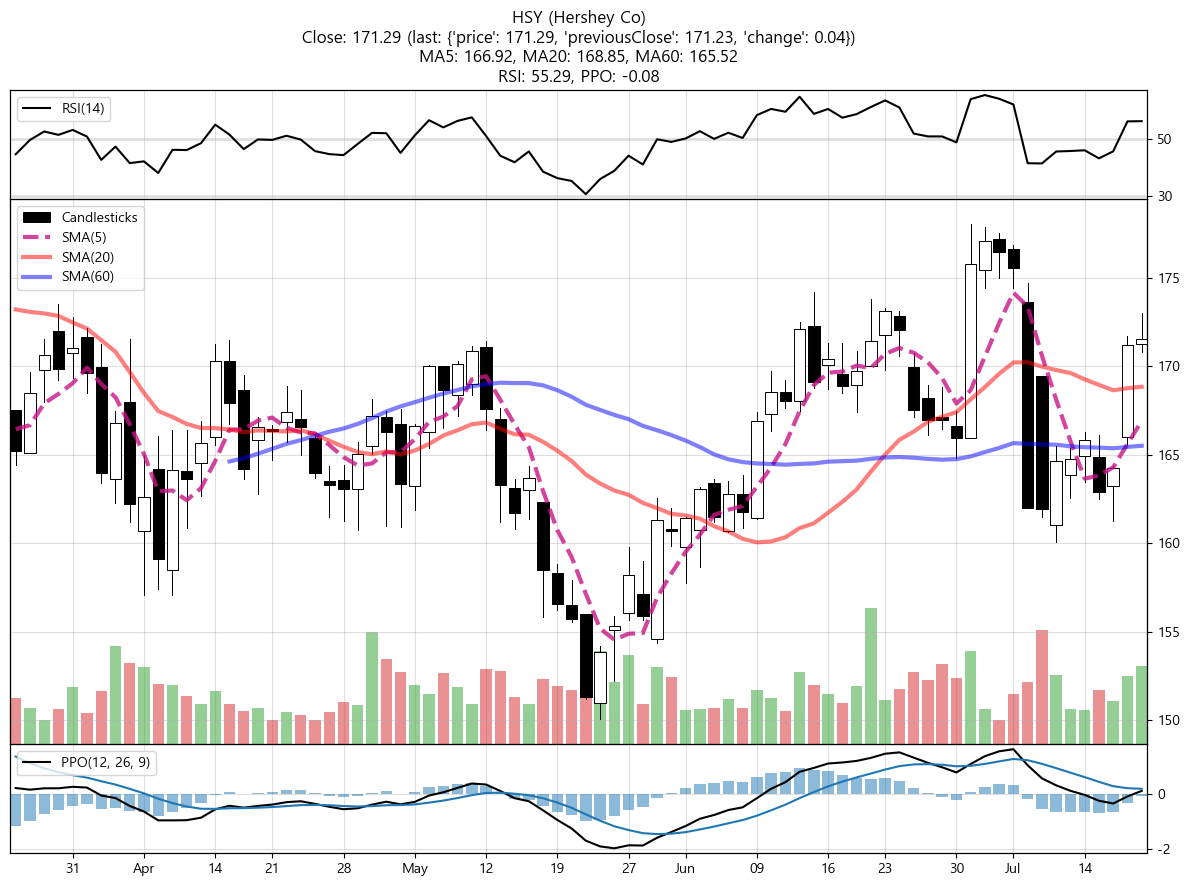 HSY (Hershey Co)
Close: 171.29 (last: {'price': 171.29, 'previousClose': 171.23, 'change': 0.04})
MA5: 166.92, MA20: 168.85, MA60: 165.52
RSI: 55.29, PPO: -0.08
RSI(14)
50
30
Candlesticks
SMA(5)
SMA(20)
SMA(60)
175
170
165
160
155
150
PPO(12, 26, 9)
0
-2
31 Apr 14 21 28 May 12 19 27 Jun 09 16 23 30 Jul 14